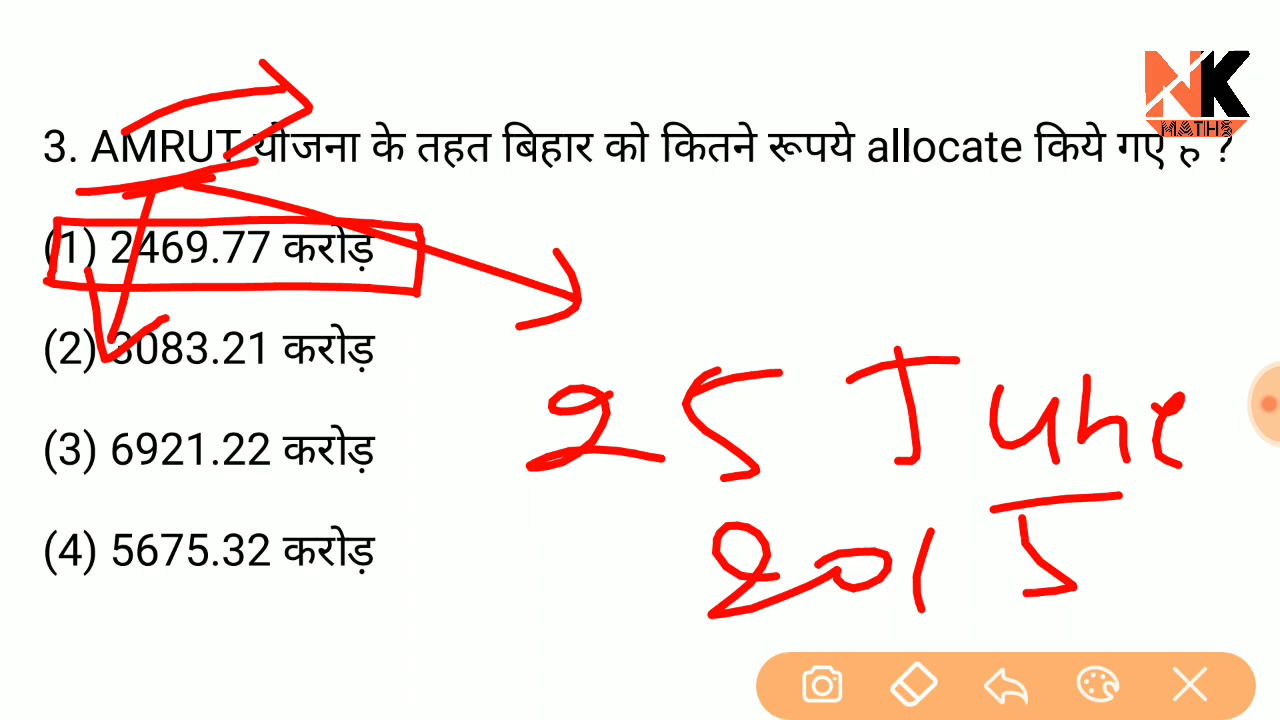 NK
MATHS
3. AMRUT योजना के तहत बिहार को कितने रूपये allocate किये गए है ?
(1) 2469.77 करोड़
(2) 3083.21 करोड़
(3) 6921.22 करोड़
(4) 5675.32 करोड़
25 June
2015